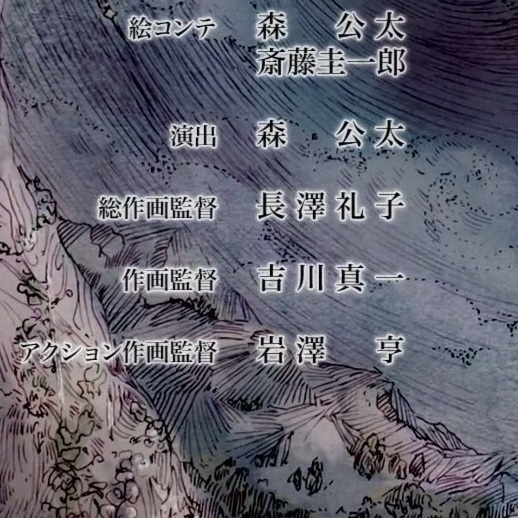 絵コンテ 森 公太
斎藤圭一郎
演出 森 公太
総作画監督 長澤礼子
作画監督 吉川真一
アクション作画監督 岩澤 亨